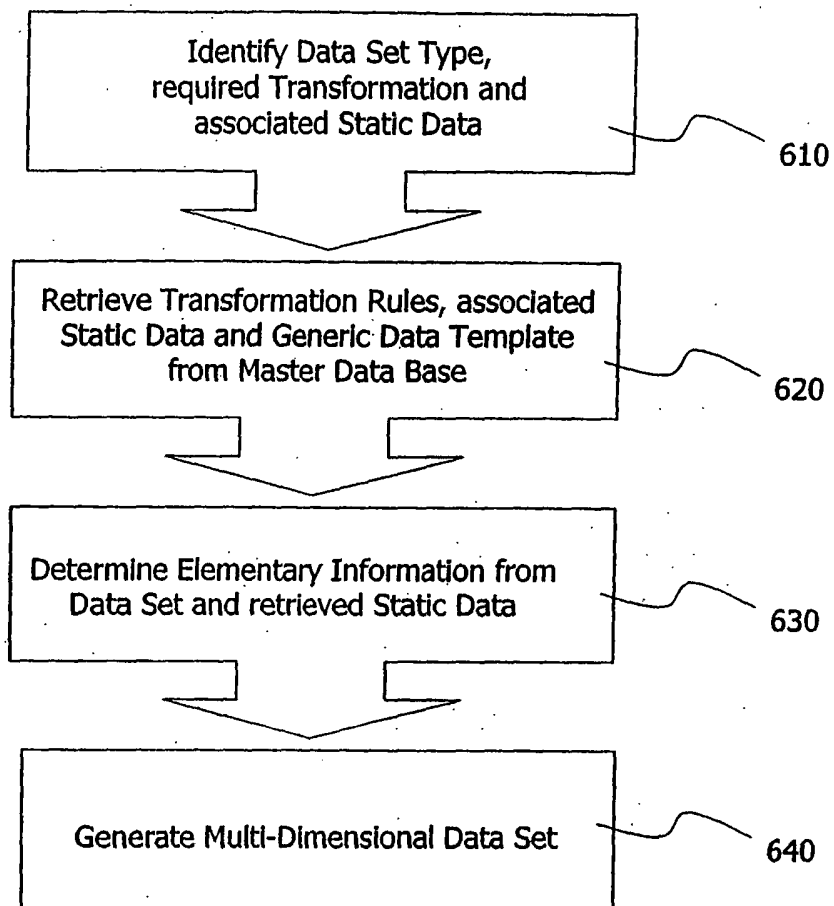 Identify Data Set Type,
required Transformation and
associated Static Data
610
Retrieve Transformation Rules, associated
Static Data and Generic Data Template
from Master Data Base
620
Determine Elementary Information from
Data Set and retrieved Static Data
630
Generate Multi-Dimensional Data Set
640